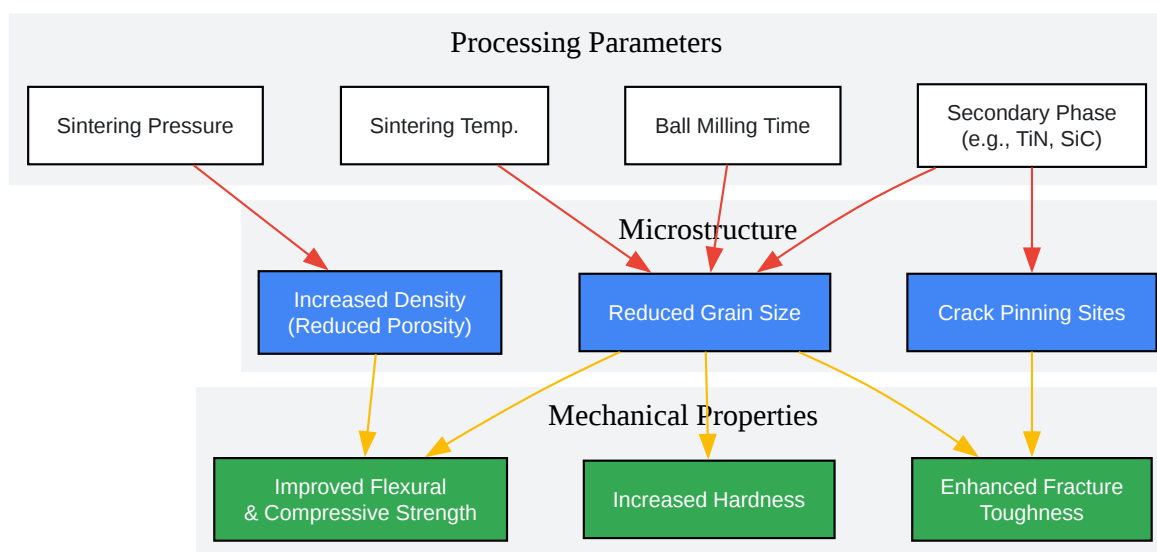 Processing Parameters
Sintering Pressure
Sintering Temp.
Ball Milling Time
Secondary Phase
(e.g., TiN, SiC)
Microstructure
Increased Density
(Reduced Porosity)
Reduced Grain Size
Crack Pinning Sites
Mechanical Properties
Improved Flexural
& Compressive Strength
Increased Hardness
Enhanced Fracture
Toughness